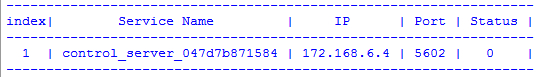 index| Service Name | IP | Port | Status |
1 | control_server_047d7b871584 | 172.168.6.4 | 5602 | 0 |